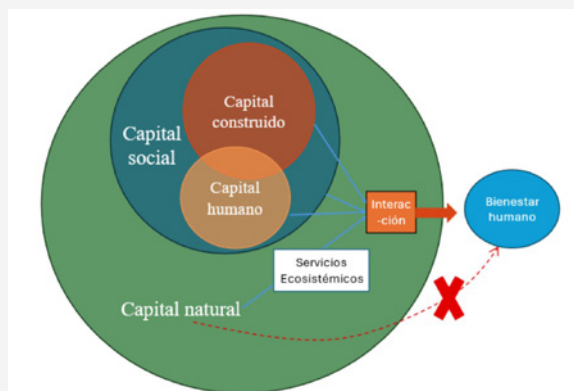 Capital
construido
Capital
social
Capital
humano
Interac
-ción
Bienestar
humano
Servicios
Ecosistémicos
Capital natural